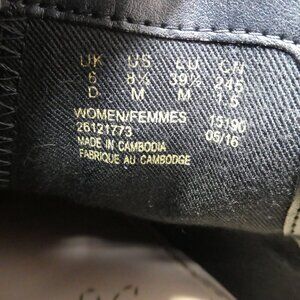 UK US EU CN
6 8½ 39½ 245
D M M 1.5
WOMEN/FEMMES 15190
26121773 05/16
MADE IN CAMBODIA
FABRIQUE AU CAMBODGE